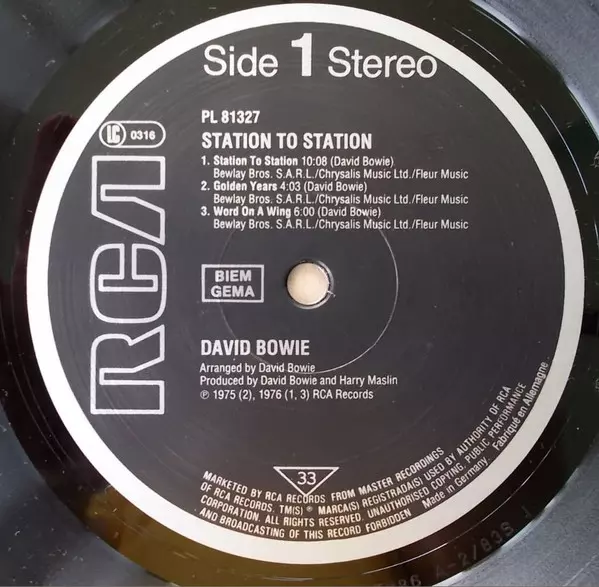 Side 1 Stereo
PL 81327
LC 0316
STATION TO STATION
1. Station To Station 10:08 (David Bowie)
Bewlay Bros. S.A.R.L./Chrysalis Music Ltd./Fleur Music
2. Golden Years 4:03 (David Bowie)
Bewlay Bros. S.A.R.L./Chrysalis Music Ltd./Fleur Music
3. Word On A Wing 6:00 (David Bowie)
Bewlay Bros. S.A.R.L./Chrysalis Music Ltd./Fleur Music
RCA
BIEM
GEMA
DAVID BOWIE
Arranged by David Bowie
Produced by David Bowie and Harry Maslin
℗ 1975 (2), 1976 (1, 3) RCA Records
33
MARKETED BY RCA RECORDS FROM MASTER RECORDINGS
OF RCA RECORDS. TM(S) ® MARCA(S) REGISTRADA(S) USED BY AUTHORITY OF RCA
CORPORATION. ALL RIGHTS RESERVED. UNAUTHORISED COPYING, PUBLIC PERFORMANCE
AND BROADCASTING OF THIS RECORD FORBIDDEN
Made in Germany Fabriqué en Allemagne